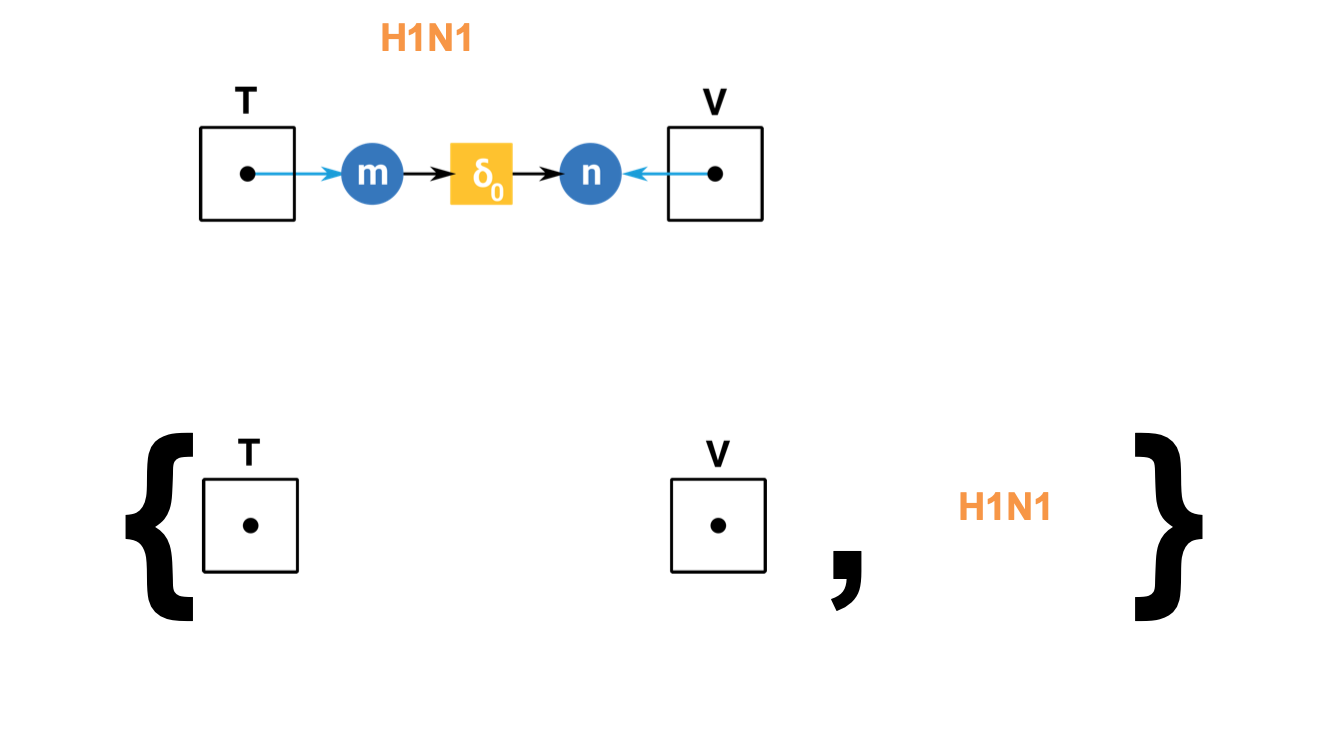 H1N1
T V
m δ0 n
{ T V , H1N1 }